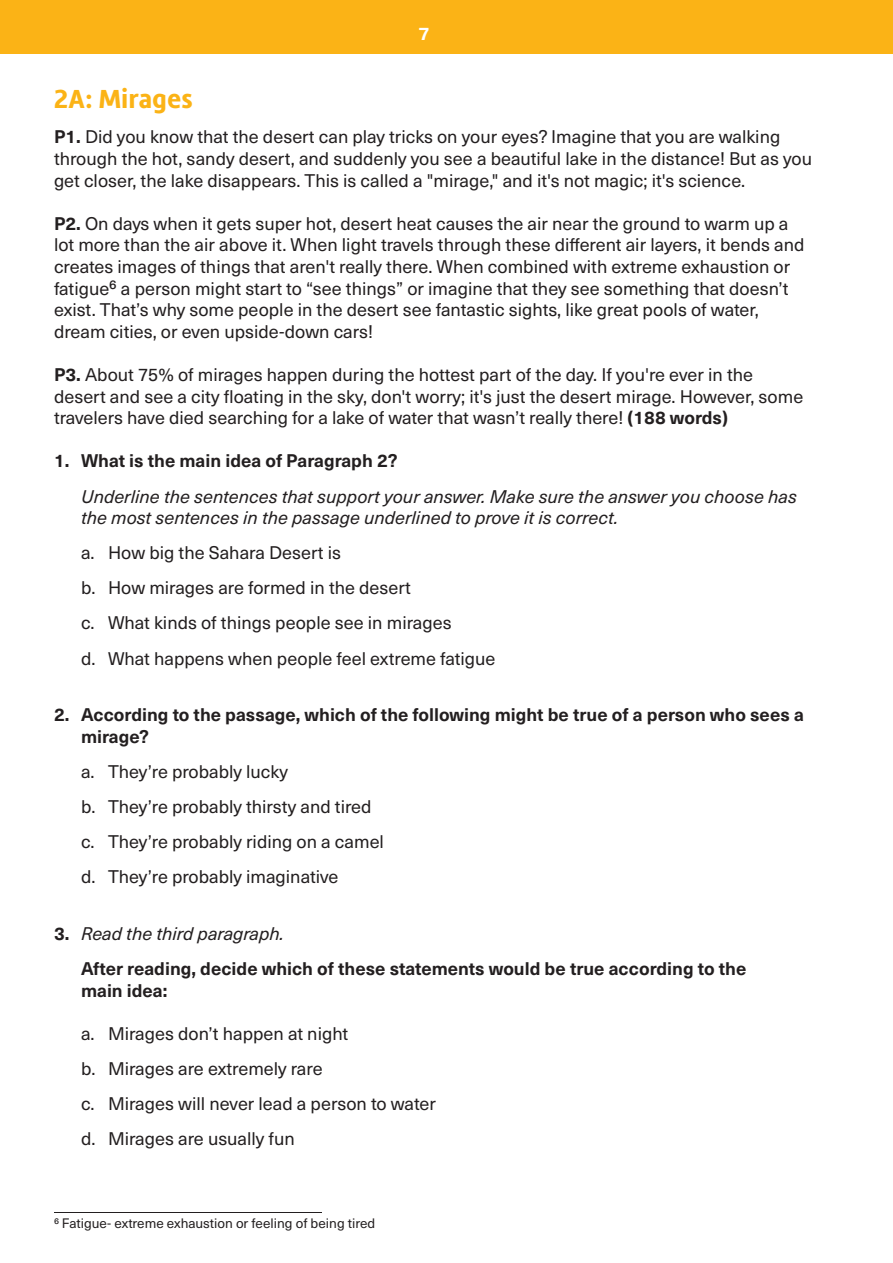 7
2A: Mirages
P1. Did you know that the desert can play tricks on your eyes? Imagine that you are walking
through the hot, sandy desert, and suddenly you see a beautiful lake in the distance! But as you
get closer, the lake disappears. This is called a "mirage," and it's not magic; it's science.
P2. On days when it gets super hot, desert heat causes the air near the ground to warm up a
lot more than the air above it. When light travels through these different air layers, it bends and
creates images of things that aren't really there. When combined with extreme exhaustion or
fatigue⁶ a person might start to “see things” or imagine that they see something that doesn’t
exist. That’s why some people in the desert see fantastic sights, like great pools of water,
dream cities, or even upside-down cars!
P3. About 75% of mirages happen during the hottest part of the day. If you're ever in the
desert and see a city floating in the sky, don't worry; it's just the desert mirage. However, some
travelers have died searching for a lake of water that wasn’t really there! (188 words)
1. What is the main idea of Paragraph 2?
Underline the sentences that support your answer. Make sure the answer you choose has
the most sentences in the passage underlined to prove it is correct.
a. How big the Sahara Desert is
b. How mirages are formed in the desert
c. What kinds of things people see in mirages
d. What happens when people feel extreme fatigue
2. According to the passage, which of the following might be true of a person who sees a
mirage?
a. They’re probably lucky
b. They’re probably thirsty and tired
c. They’re probably riding on a camel
d. They’re probably imaginative
3. Read the third paragraph.
After reading, decide which of these statements would be true according to the
main idea:
a. Mirages don’t happen at night
b. Mirages are extremely rare
c. Mirages will never lead a person to water
d. Mirages are usually fun
⁶ Fatigue- extreme exhaustion or feeling of being tired